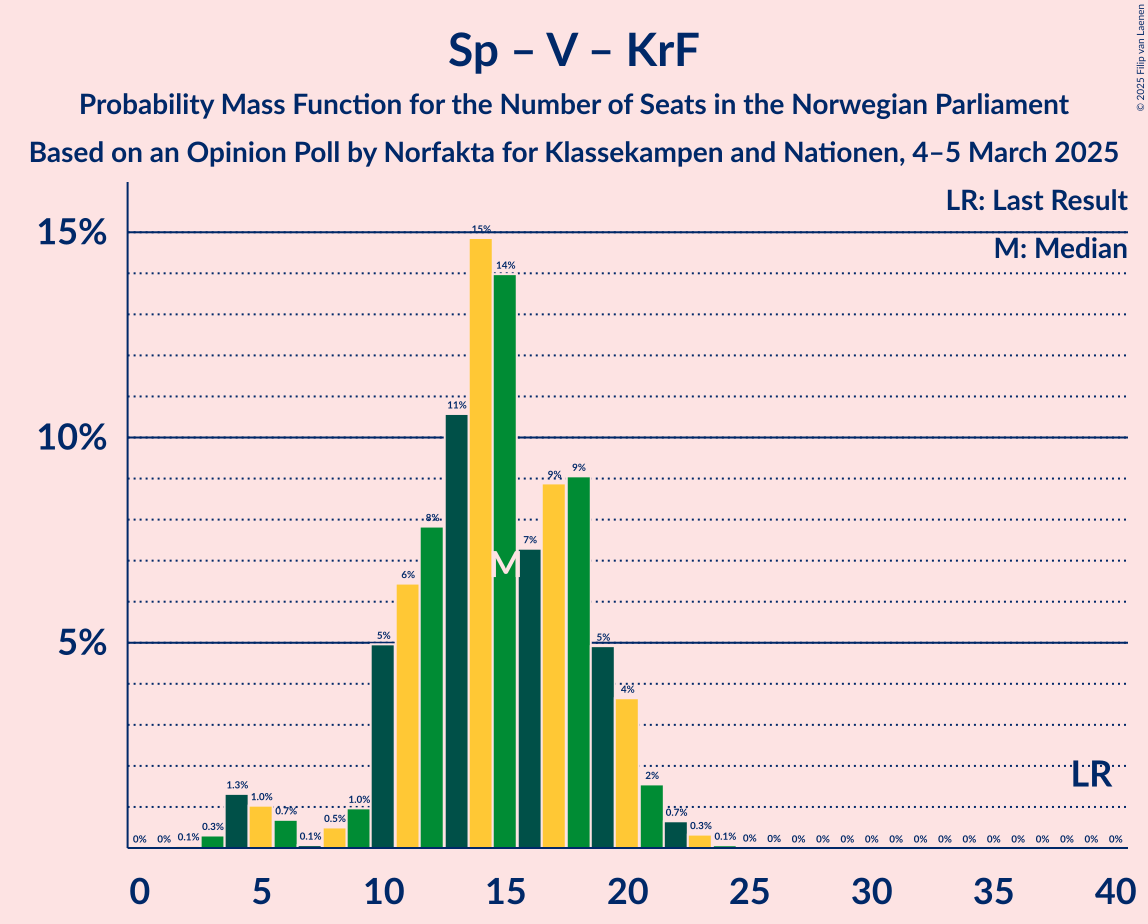 Sp – V – KrF
Probability Mass Function for the Number of Seats in the Norwegian Parliament
Based on an Opinion Poll by Norfakta for Klassekampen and Nationen, 4–5 March 2025
© 2025 Filip van Laenen
LR: Last Result
M: Median
15%
10%
5%
0% 0% 0.1% 0.3% 1.3% 1.0% 0.7% 0.1% 0.5% 1.0% 5% 6% 8% 11% 15% 14% 7% 9% 9% 5% 4% 2% 0.7% 0.3% 0.1% 0% 0% 0% 0% 0% 0% 0% 0% 0% 0% 0% 0% 0% 0% 0% 0%
M
LR
0 5 10 15 20 25 30 35 40